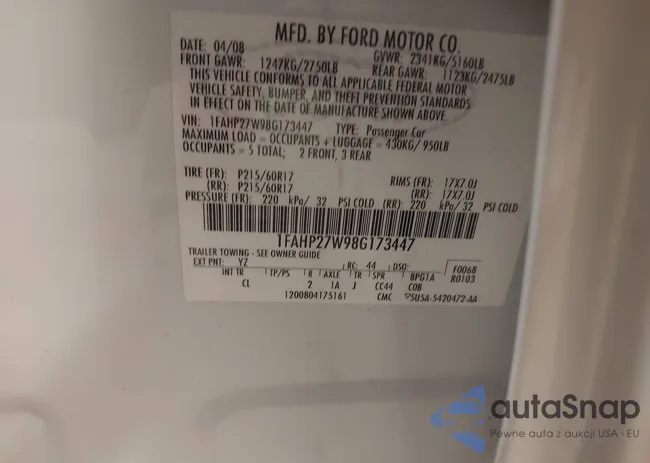 MFD. BY FORD MOTOR CO.
DATE: 04/08 GVWR: 2341KG/5160LB
FRONT GAWR: 1247KG/2750LB REAR GAWR: 1123KG/2475LB
THIS VEHICLE CONFORMS TO ALL APPLICABLE FEDERAL MOTOR
VEHICLE SAFETY, BUMPER, AND THEFT PREVENTION STANDARDS
IN EFFECT ON THE DATE OF MANUFACTURE SHOWN ABOVE.
VIN: 1FAHP27W98G173447 TYPE: Passenger Car
MAXIMUM LOAD = OCCUPANTS + LUGGAGE = 430KG/ 950LB
OCCUPANTS = 5 TOTAL; 2 FRONT, 3 REAR
TIRE (FR): P215/60R17 RIMS (FR): 17X7.0J
(RR): P215/60R17 (RR): 17X7.0J
PRESSURE (FR): 220 kPa/ 32 PSI COLD (RR): 220 kPa/ 32 PSI COLD
1FAHP27W98G173447
TRAILER TOWING - SEE OWNER GUIDE
EXT PNT: YZ RC: 44 DSO: F0068
INT TR TP/PS R AXLE TR SPR BPG1A R0103
CL 2 1A J CC44 COB
1200804175161 CMC 5U5A-5420472-AA
autaSnap
Pewne auta z aukcji USA i EU